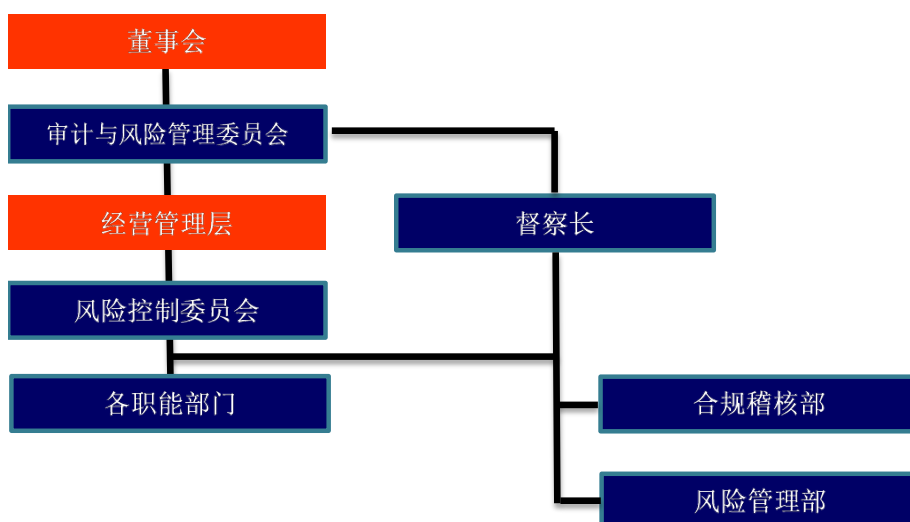 董事会
审计与风险管理委员会
经营管理层
督察长
风险控制委员会
各职能部门
合规稽核部
风险管理部